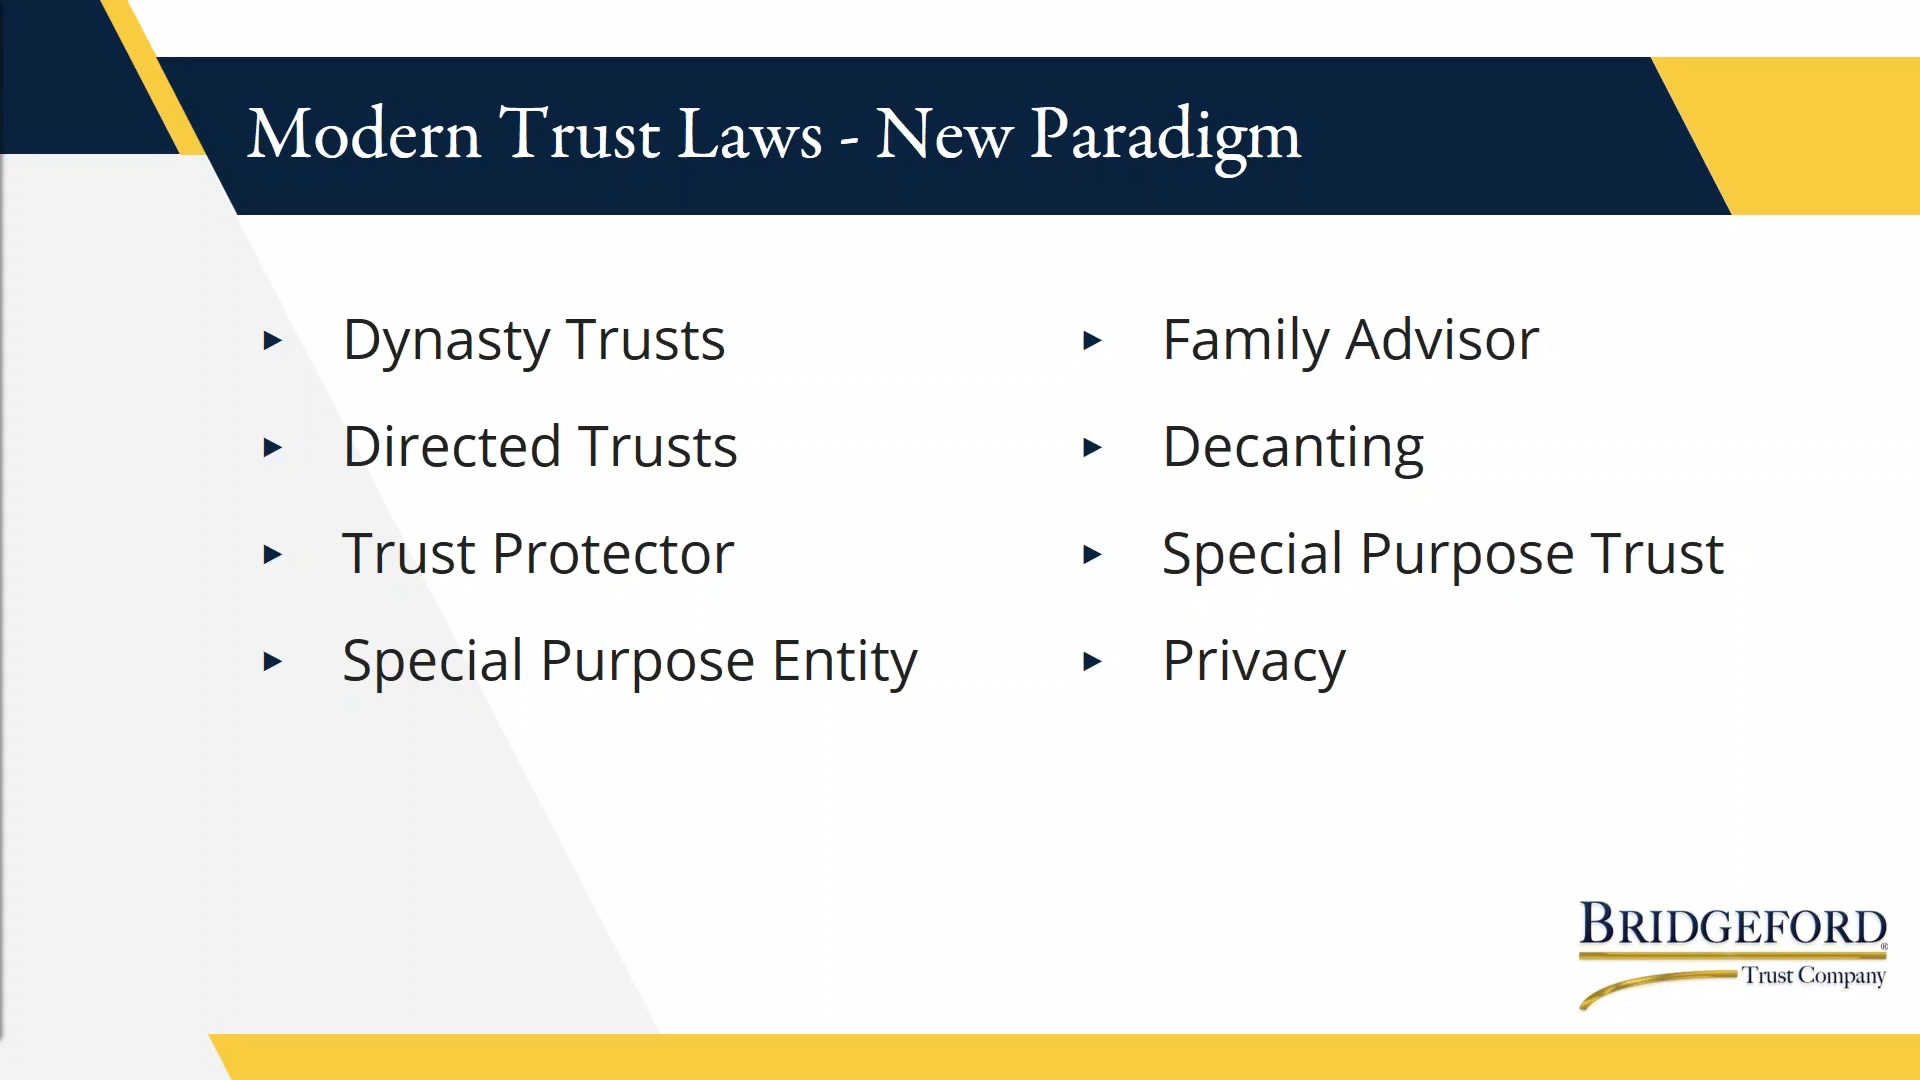 Modern Trust Laws - New Paradigm
Dynasty Trusts
Directed Trusts
Trust Protector
Special Purpose Entity
Family Advisor
Decanting
Special Purpose Trust
Privacy
BRIDGEFORD®
Trust Company